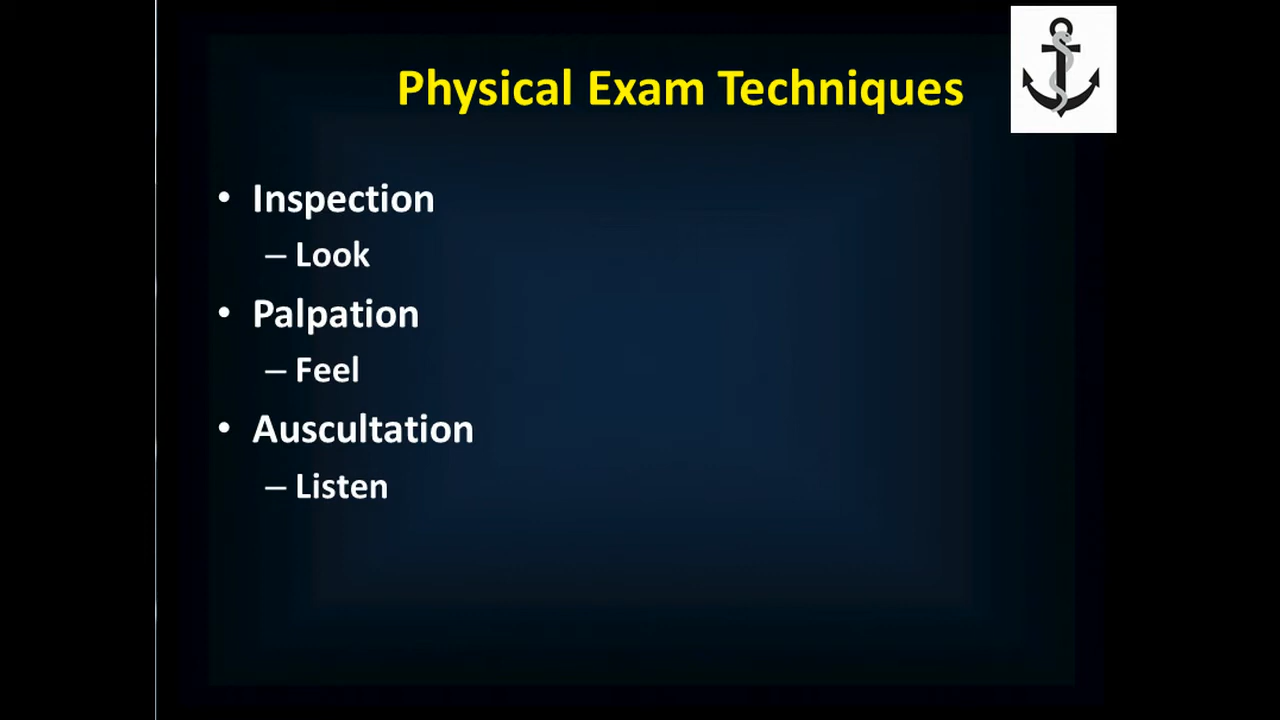 Physical Exam Techniques
• Inspection
– Look
• Palpation
– Feel
• Auscultation
– Listen